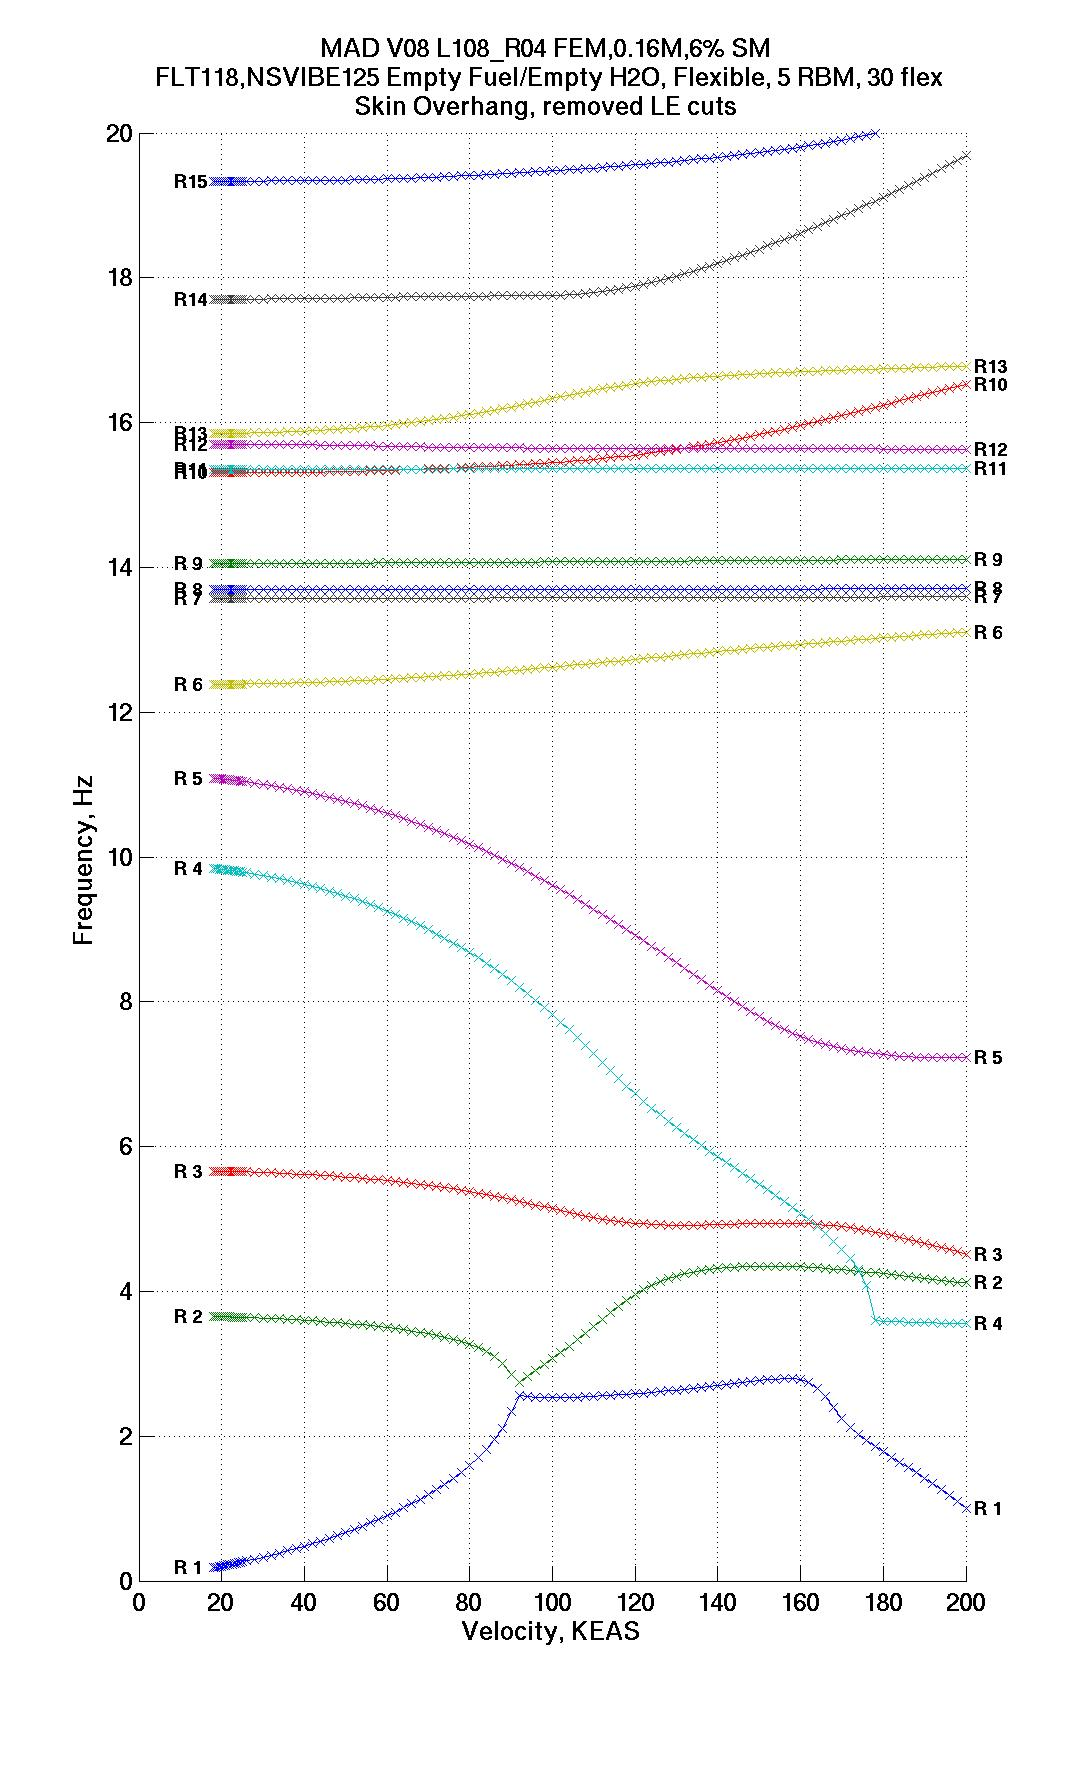 MAD V08 L108_R04 FEM,0.16M,6% SM
FLT118,NSVIBE125 Empty Fuel/Empty H2O, Flexible, 5 RBM, 30 flex
Skin Overhang, removed LE cuts
20
R15
18
R14
R13
R10
16
R13
R12
R12
R11
R11
R10
14
R 9
R 9
R 8
R 8
R 7
R 7
R 6
R 6
12
R 5
Frequency, Hz
10
R 4
8
R 5
6
R 3
R 3
4
R 2
R 2
R 4
2
R 1
R 1
0
0 20 40 60 80 100 120 140 160 180 200
Velocity, KEAS